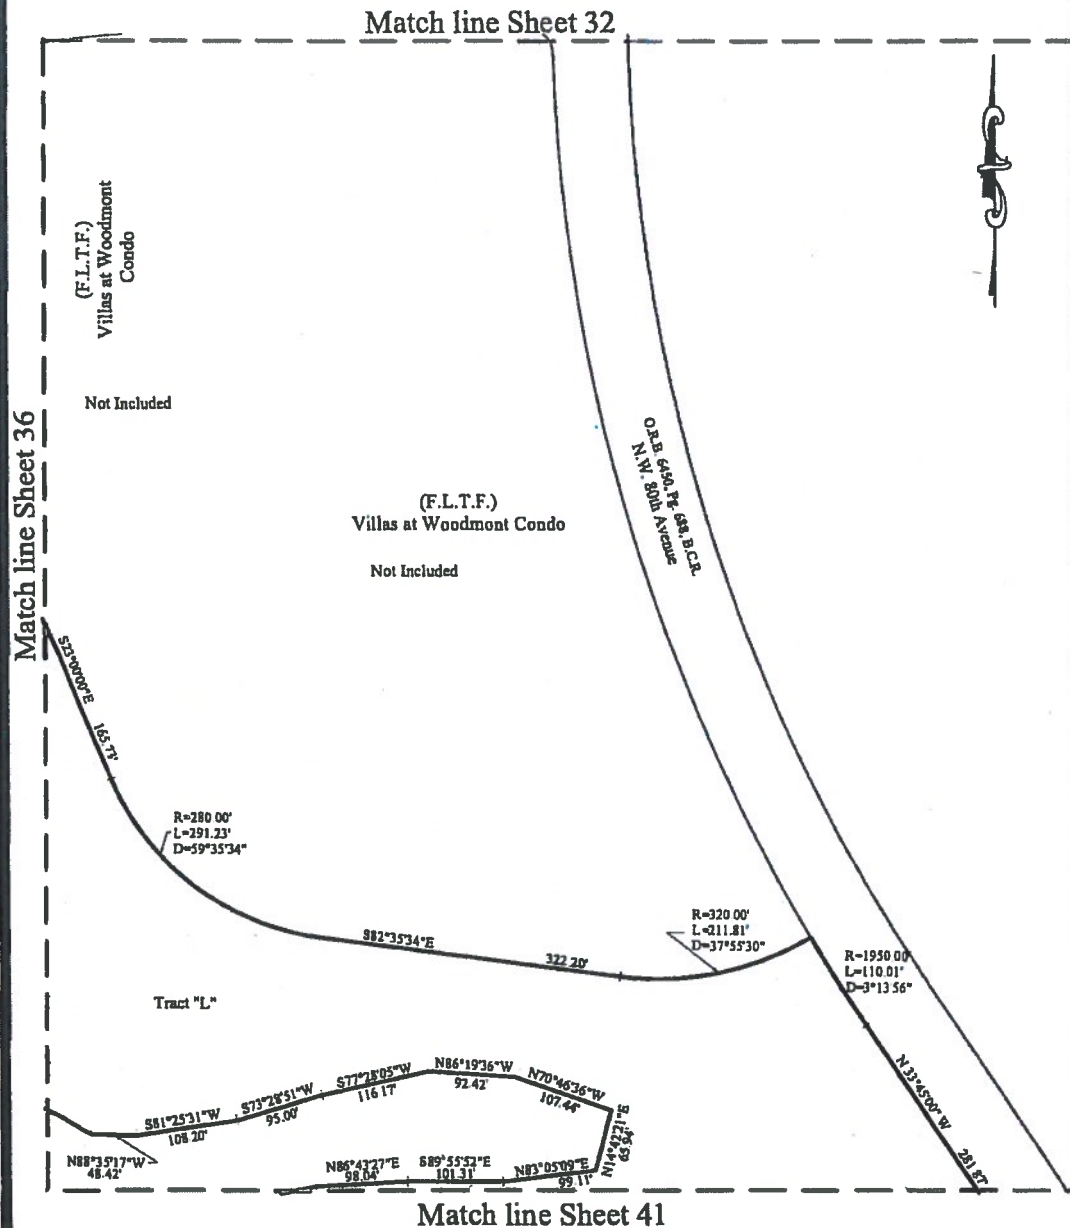 Match line Sheet 32
(F.L.T.F.)
Villas at Woodmont
Condo
Not Included
Match line Sheet 36
(F.L.T.F.)
Villas at Woodmont Condo
Not Included
O.R.B. 6450, Pg. 688, B.C.R.
N.W. 80th Avenue
S23°00'00"E
165.73'
R=280.00'
L=291.23'
D=59°35'34"
S82°35'34"E
322.20'
R=320.00'
L=211.81'
D=37°55'30"
R=1950.00'
L=110.01'
D=3°13'56"
Tract "L"
N 33°45'00" W
281.87'
N88°35'17"W
48.42'
S81°25'31"W
108.20'
S73°28'51"W
95.00'
S77°28'05"W
116.17'
N86°19'36"W
92.42'
N70°46'36"W
107.44'
N14°42'21"E
65.94'
N86°43'27"E
98.04'
S89°55'52"E
101.31'
N83°05'09"E
99.11'
Match line Sheet 41